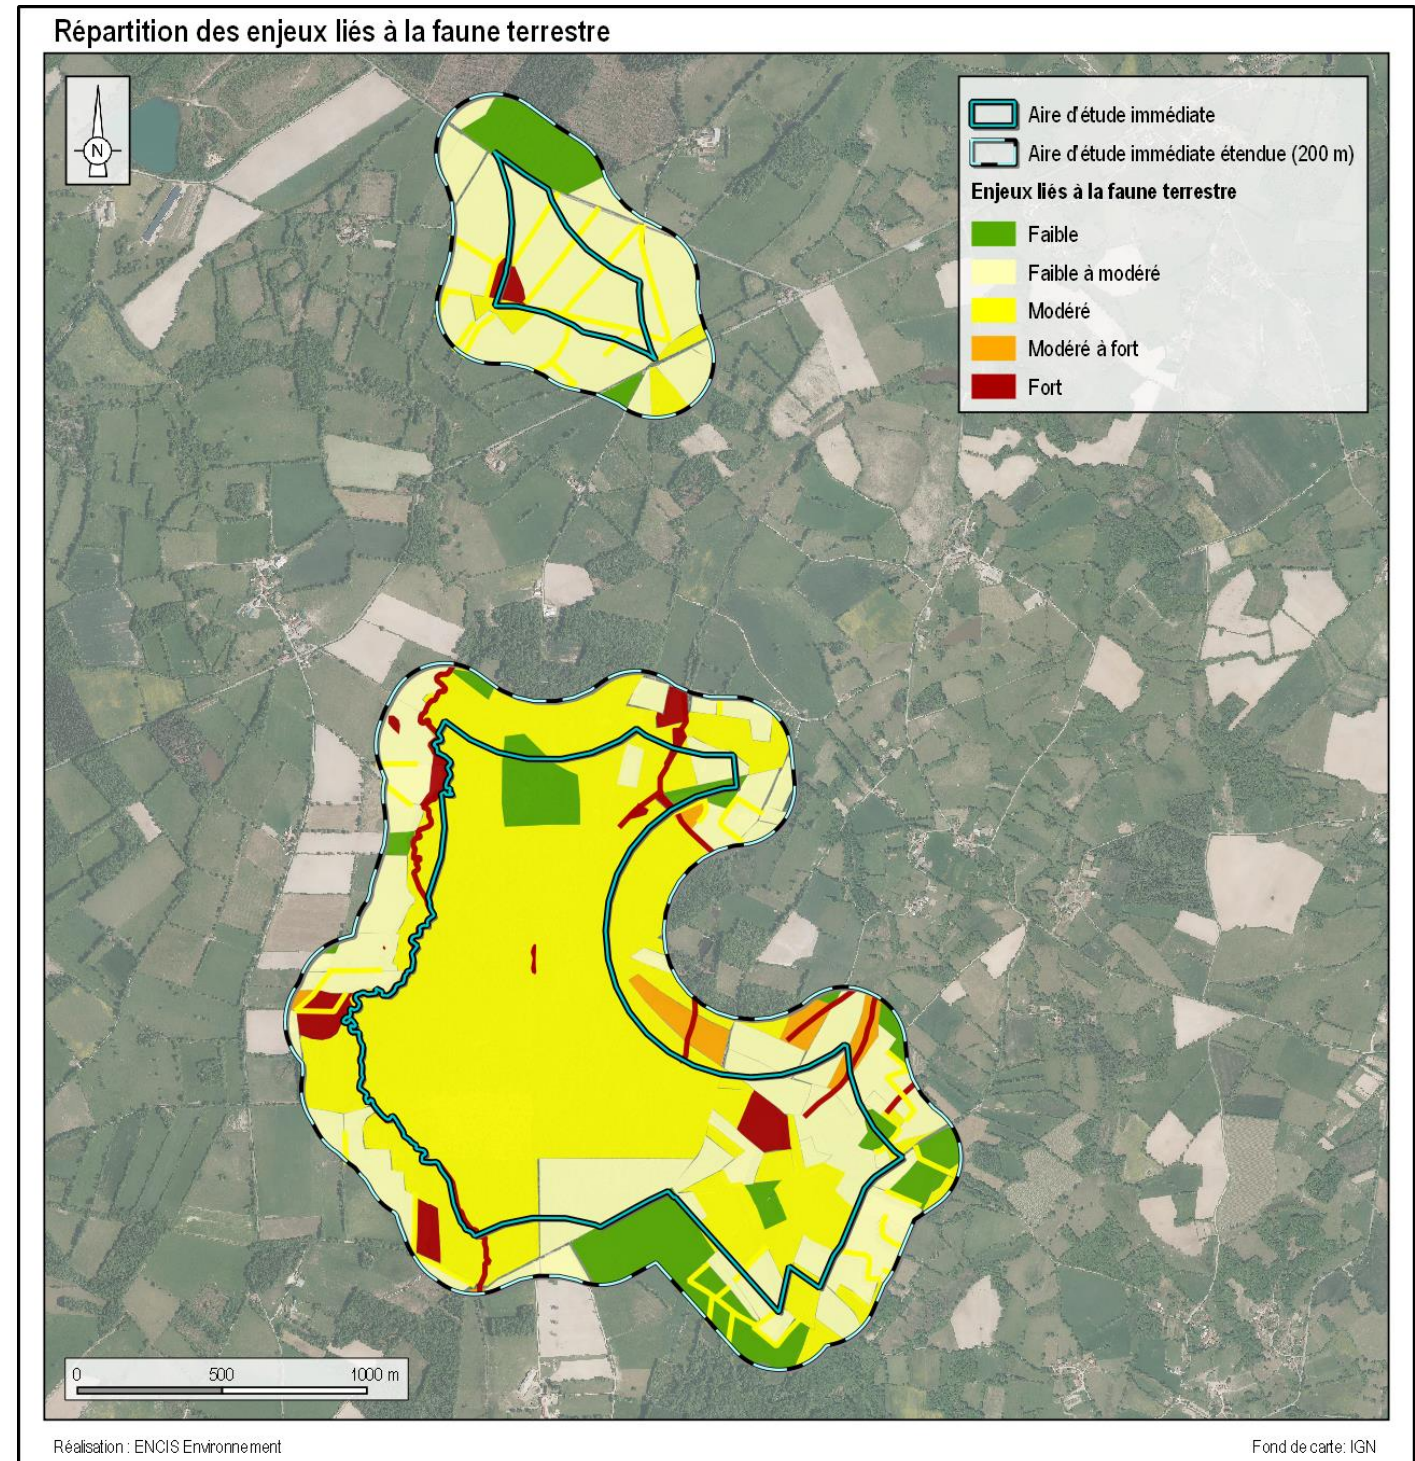 Répartition des enjeux liés à la faune terrestre
N
Aire d'étude immédiate
Aire d'étude immédiate étendue (200 m)
Enjeux liés à la faune terrestre
Faible
Faible à modéré
Modéré
Modéré à fort
Fort
0 500 1000 m
Réalisation : ENCIS Environnement
Fond de carte: IGN